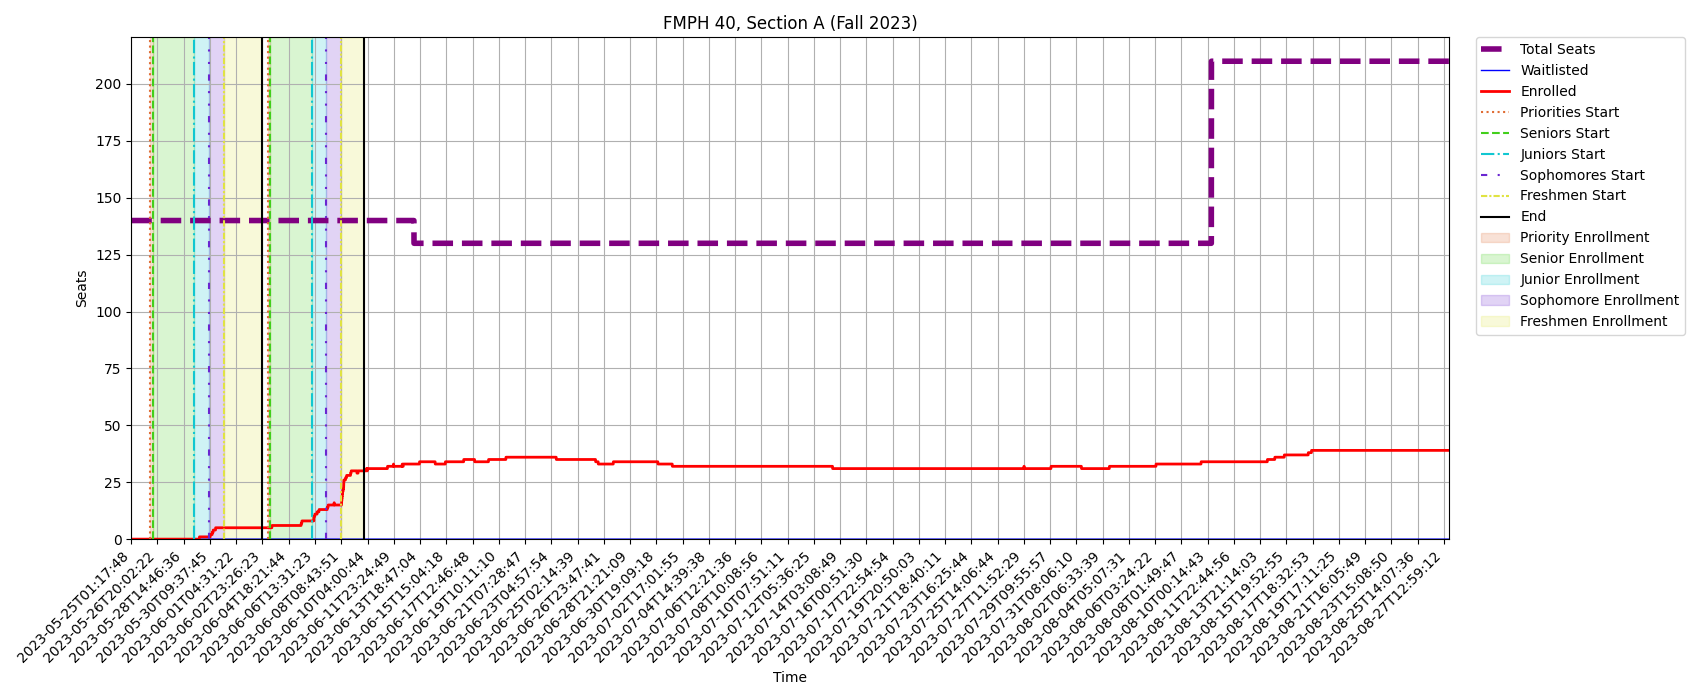 FMPH 40, Section A (Fall 2023)
Seats
200
175
150
125
100
75
50
25
0
2023-05-25T01:17:48
2023-05-26T20:02:22
2023-05-28T14:46:36
2023-05-30T09:37:45
2023-06-01T04:31:22
2023-06-02T23:26:23
2023-06-04T18:21:44
2023-06-06T13:31:23
2023-06-08T08:43:51
2023-06-10T04:00:44
2023-06-11T23:24:49
2023-06-13T18:47:04
2023-06-15T15:04:18
2023-06-17T12:46:48
2023-06-19T10:11:10
2023-06-21T07:28:47
2023-06-23T04:57:54
2023-06-25T02:14:39
2023-06-26T23:47:41
2023-06-28T21:21:09
2023-06-30T19:09:18
2023-07-02T17:01:55
2023-07-04T14:39:38
2023-07-06T12:21:36
2023-07-08T10:08:56
2023-07-10T07:51:11
2023-07-12T05:36:25
2023-07-14T03:08:49
2023-07-16T00:51:30
2023-07-17T22:54:54
2023-07-19T20:50:03
2023-07-21T18:40:11
2023-07-23T16:25:44
2023-07-25T14:06:44
2023-07-27T11:52:29
2023-07-29T09:55:57
2023-07-31T08:06:10
2023-08-02T06:33:39
2023-08-04T05:07:31
2023-08-06T03:24:22
2023-08-08T01:49:47
2023-08-10T00:14:43
2023-08-11T22:44:56
2023-08-13T21:14:03
2023-08-15T19:52:55
2023-08-17T18:32:53
2023-08-19T17:11:25
2023-08-21T16:05:49
2023-08-23T15:08:50
2023-08-25T14:07:36
2023-08-27T12:59:12
Time
Total Seats
Waitlisted
Enrolled
Priorities Start
Seniors Start
Juniors Start
Sophomores Start
Freshmen Start
End
Priority Enrollment
Senior Enrollment
Junior Enrollment
Sophomore Enrollment
Freshmen Enrollment